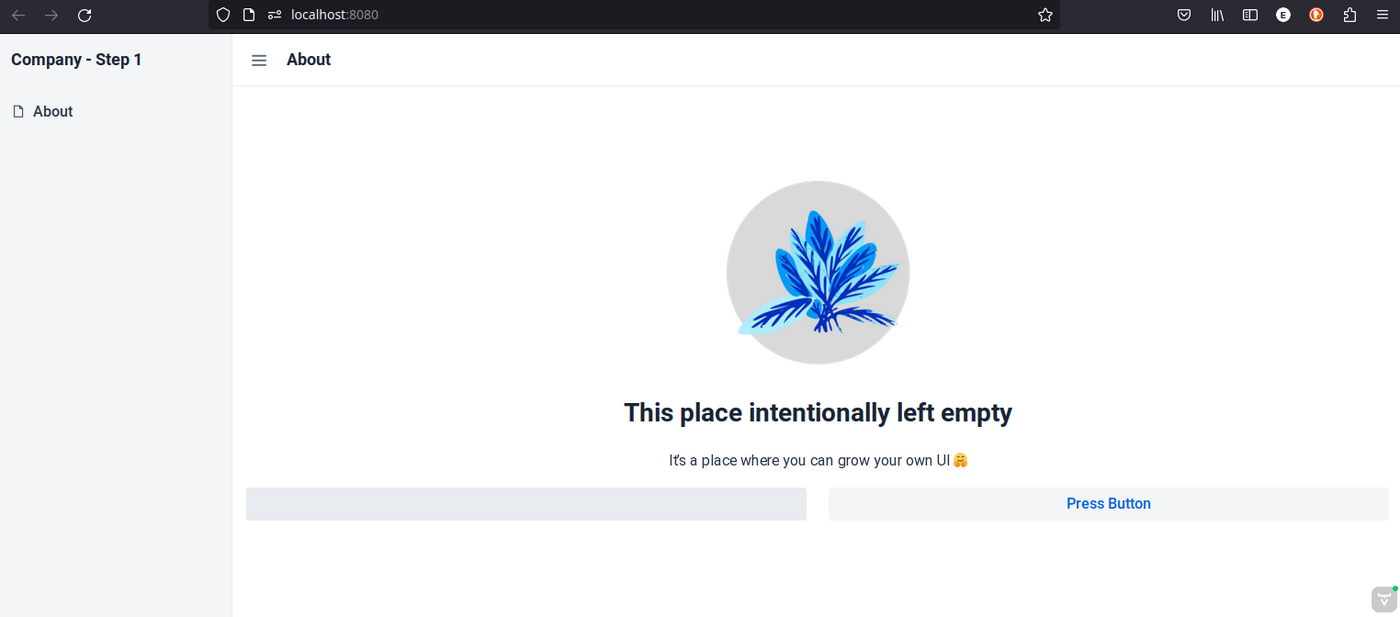 localhost:8080
E
Company - Step 1
About
About
This place intentionally left empty
It's a place where you can grow your own UI 🤗
Press Button